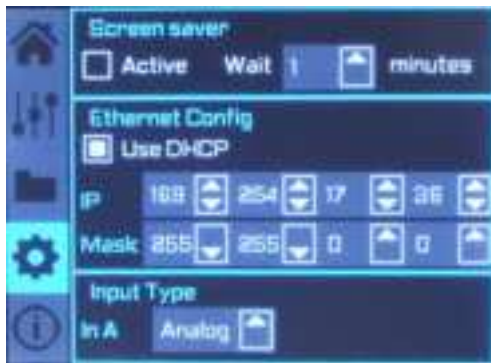 Screen saver
Active Wait 1 minutes
Ethernet Config
Use DHCP
IP 169 254 17 36
Mask 255 255 0 0
Input Type
In A Analog